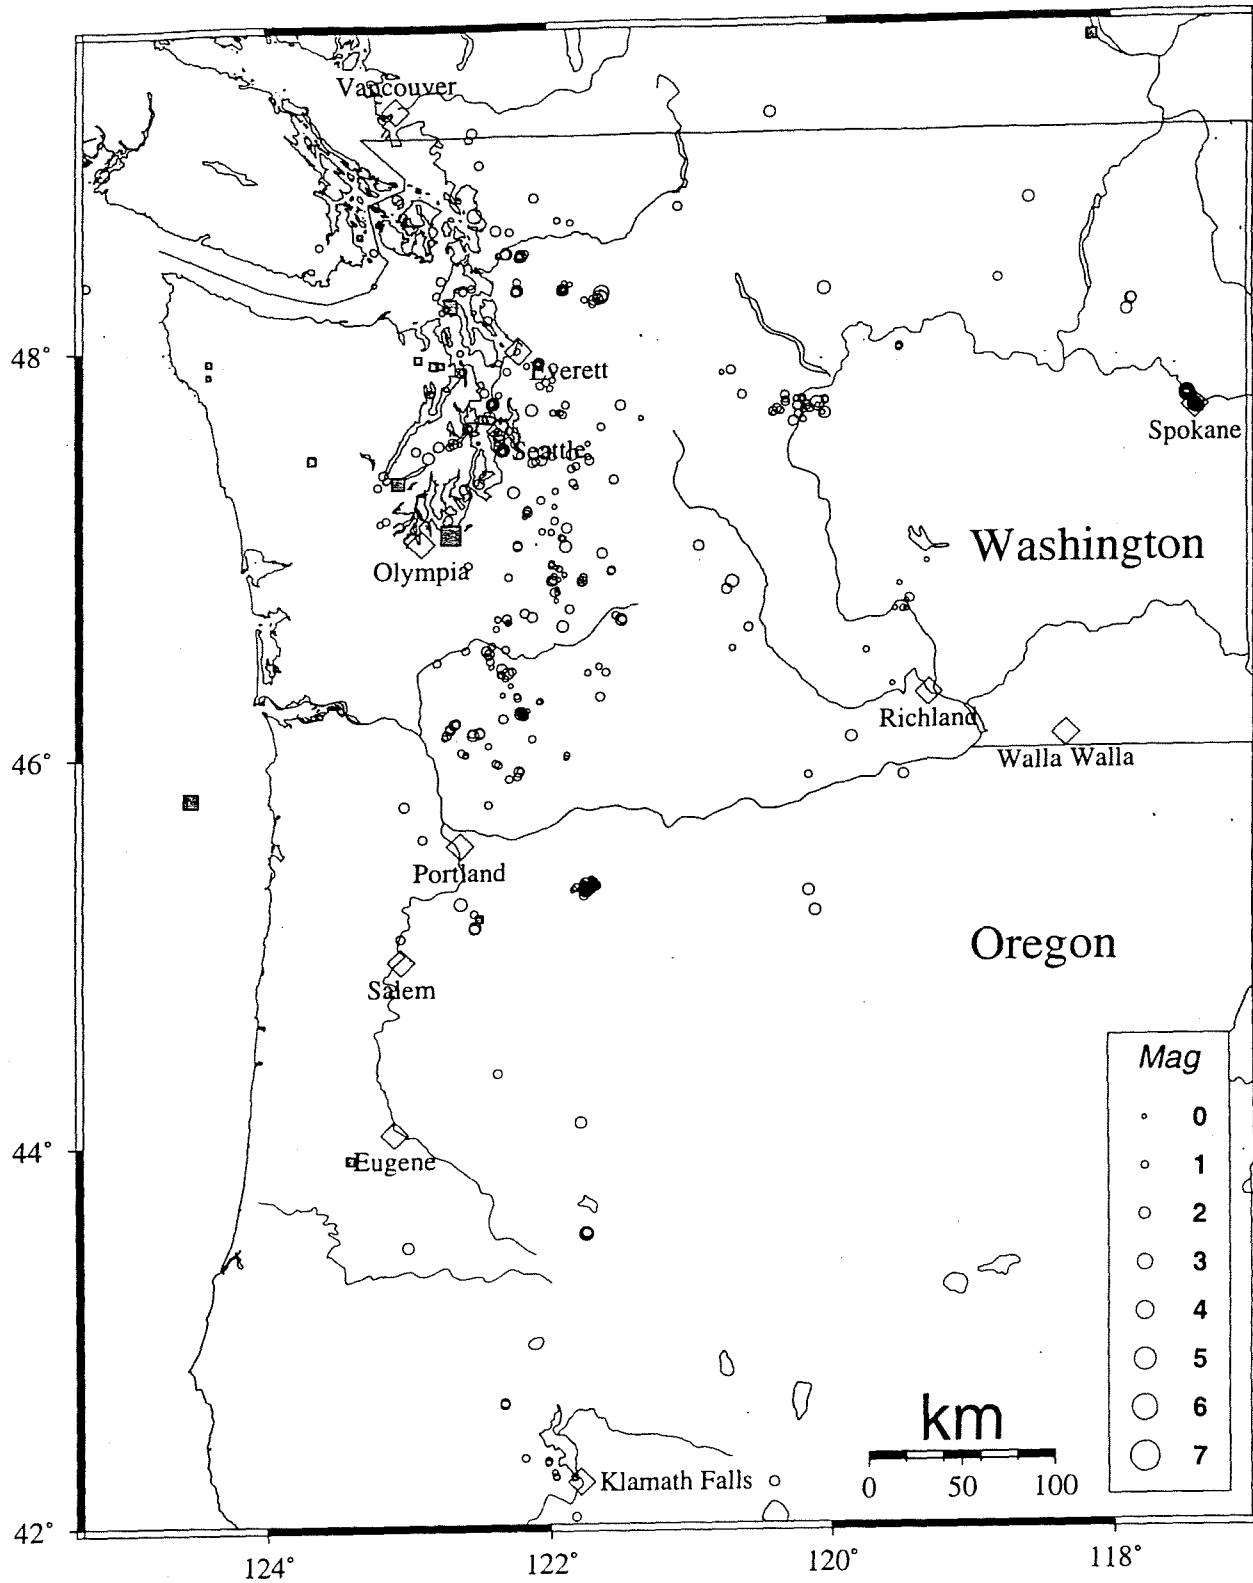 Vancouver
48°
Everett
Spokane
Seattle
Washington
Olympia
Richland
46°
Walla Walla
Portland
Oregon
Salem
Mag
0
1
44°
Eugene
2
3
4
5
km
6
7
Klamath Falls
0 50 100
42°
124° 122° 120° 118°